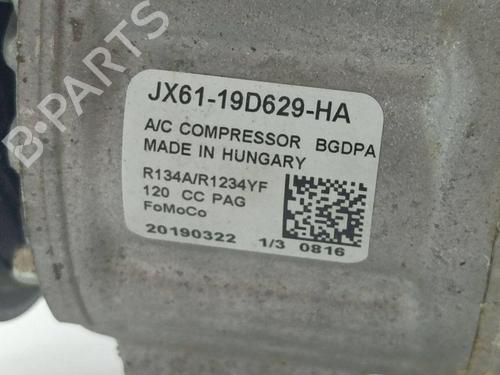 B-PARTS
JX61-19D629-HA
A/C COMPRESSOR BGDPA
MADE IN HUNGARY
R134A/R1234YF
120 CC PAG
FoMoCo
20190322 1/3 0816